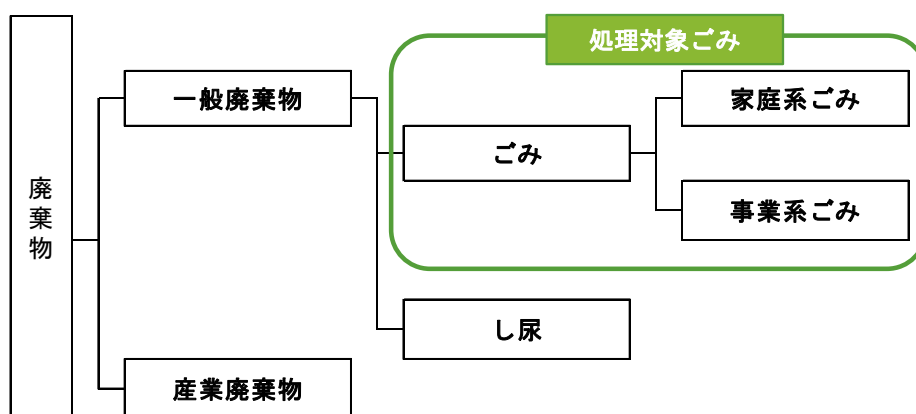 処理対象ごみ
一般廃棄物
家庭系ごみ
ごみ
廃棄物
事業系ごみ
し尿
産業廃棄物